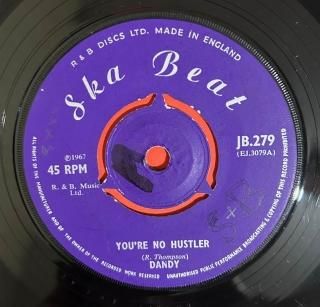 R & B DISCS LTD. MADE IN ENGLAND
Ska Beat
JB.279
(EJ.3079A)
℗1967
45 RPM
R. & B. Music
Ltd.
YOU'RE NO HUSTLER
(R. Thompson)
DANDY
ALL RIGHTS OF THE MANUFACTURER AND OF THE OWNER OF THE RECORDED WORK RESERVED
UNAUTHORISED PUBLIC PERFORMANCE BROADCASTING & COPYING OF THIS RECORD PROHIBITED